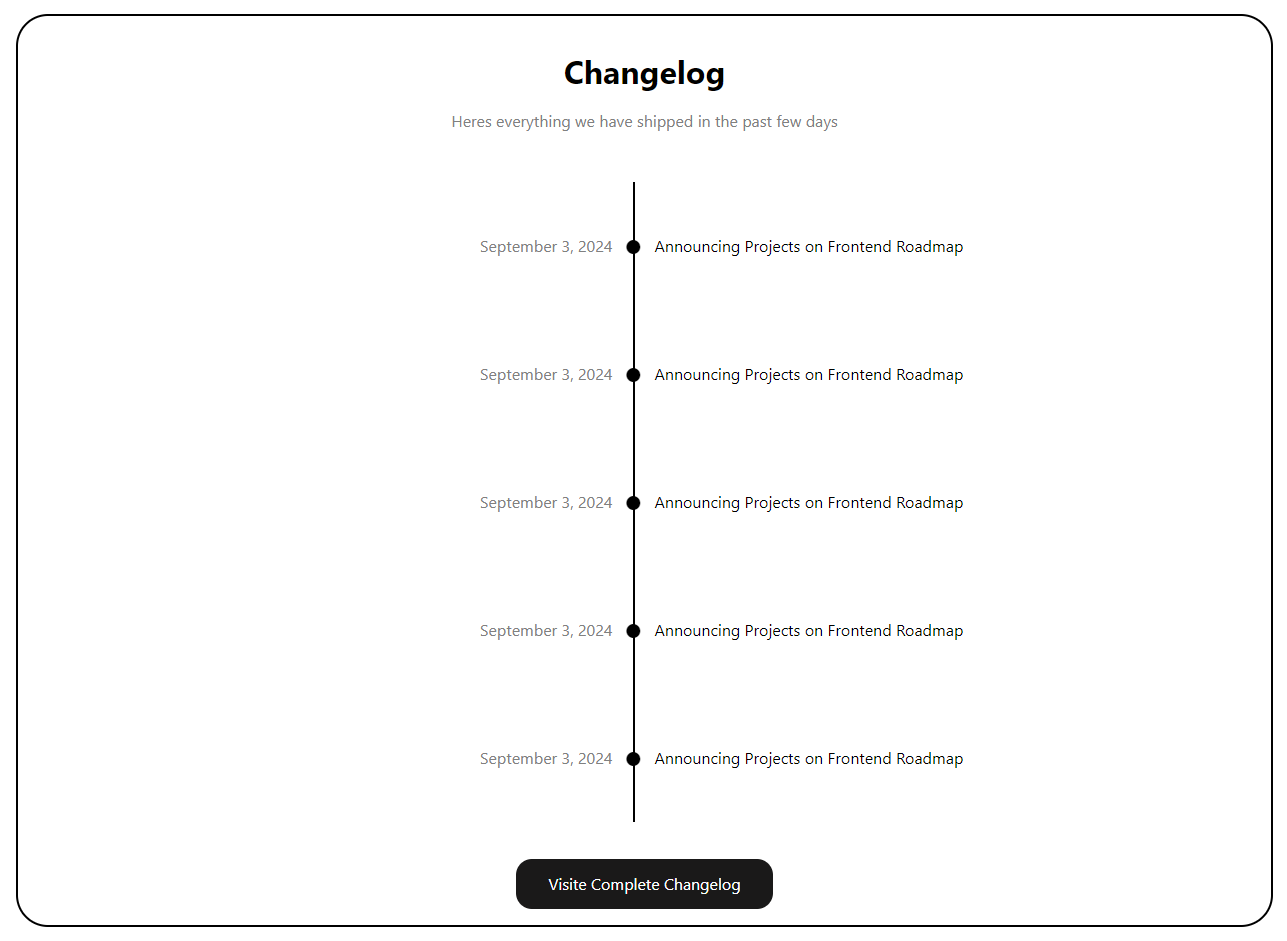 Changelog
Heres everything we have shipped in the past few days
September 3, 2024 Announcing Projects on Frontend Roadmap
September 3, 2024 Announcing Projects on Frontend Roadmap
September 3, 2024 Announcing Projects on Frontend Roadmap
September 3, 2024 Announcing Projects on Frontend Roadmap
September 3, 2024 Announcing Projects on Frontend Roadmap
Visite Complete Changelog